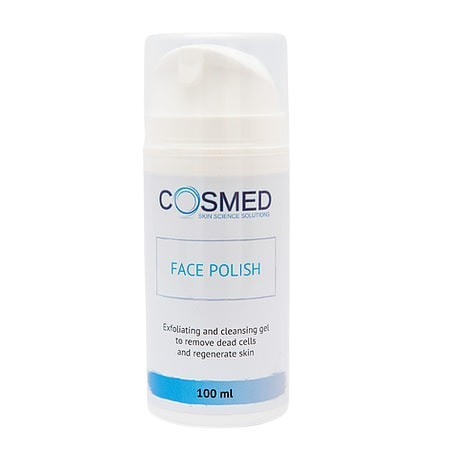 COSMED
SKIN SCIENCE SOLUTIONS
FACE POLISH
Exfoliating and cleansing gel
to remove dead cells
and regenerate skin
100 ml